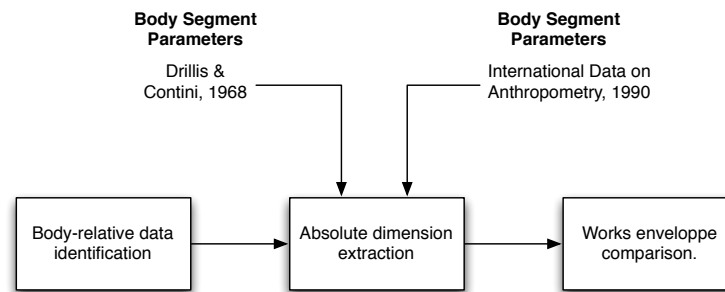 Body Segment
Parameters
Drillis &
Contini, 1968
Body Segment
Parameters
International Data on
Anthropometry, 1990
Body-relative data
identification
Absolute dimension
extraction
Works enveloppe
comparison.